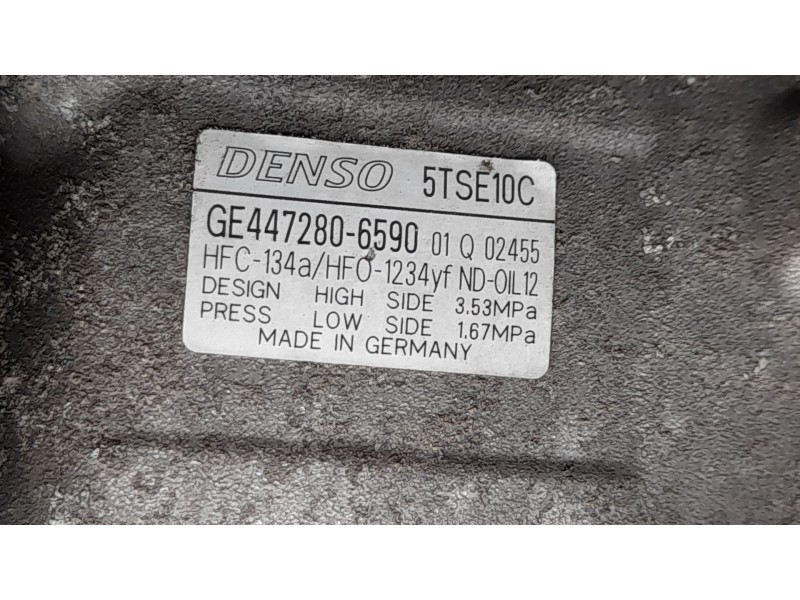 DENSO 5TSE10C
GE447280-6590 01 Q 02455
HFC-134a/HFO-1234yf ND-OIL12
DESIGN HIGH SIDE 3.53MPa
PRESS LOW SIDE 1.67MPa
MADE IN GERMANY